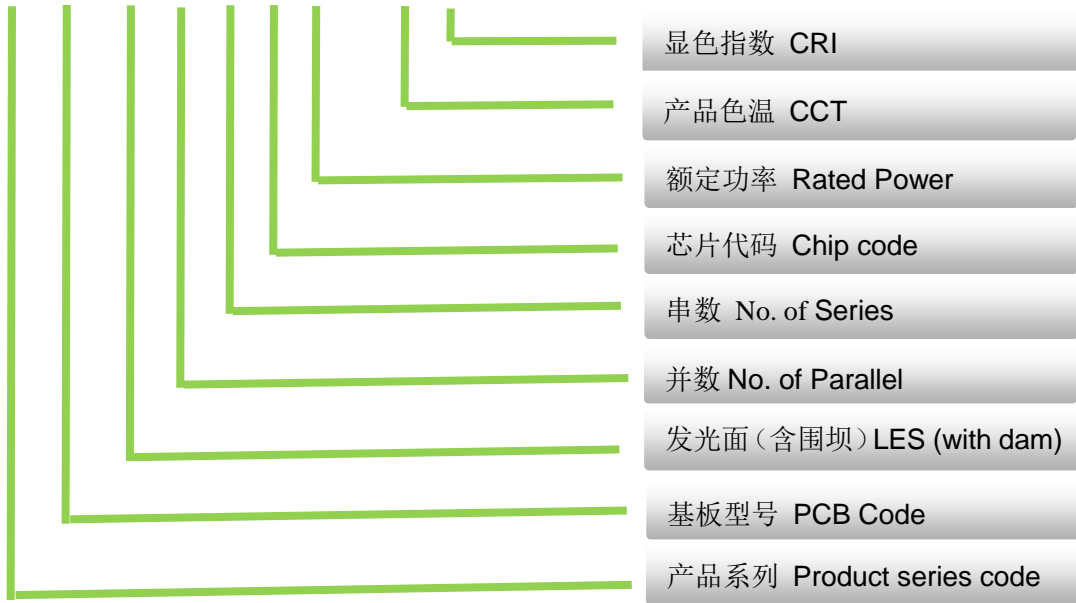 显色指数 CRI
产品色温 CCT
额定功率 Rated Power
芯片代码 Chip code
串数 No. of Series
并数 No. of Parallel
发光面（含围坝）LES (with dam)
基板型号 PCB Code
产品系列 Product series code